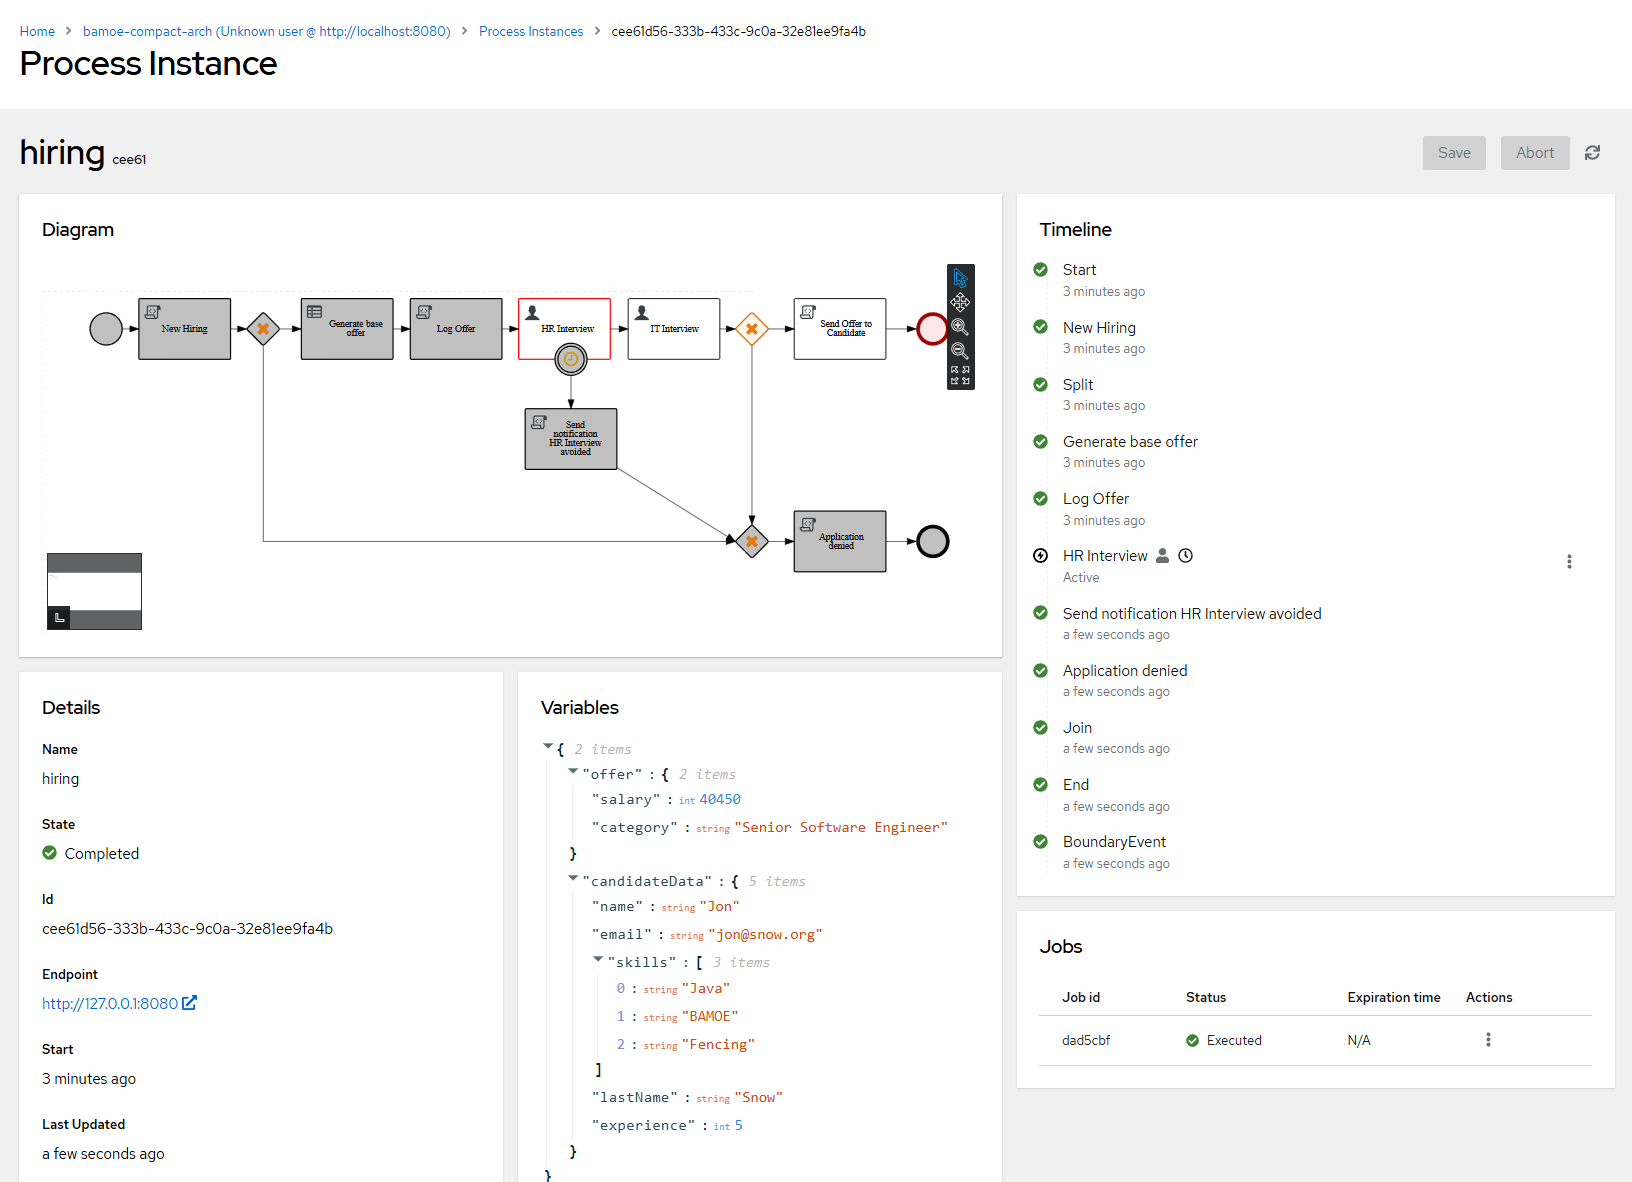 Home > bamoe-compact-arch (Unknown user @ http://localhost:8080) > Process Instances > cee61d56-333b-433c-9c0a-32e81ee9fa4b
Process Instance
hiring cee61
Save
Abort
Diagram
New Hiring
Generate base
offer
Log Offer
HR Interview
IT Interview
Send Offer to
Candidate
Send
notification
HR Interview
avoided
Application
denied
Timeline
Start
3 minutes ago
New Hiring
3 minutes ago
Split
3 minutes ago
Generate base offer
3 minutes ago
Log Offer
3 minutes ago
HR Interview
Active
Send notification HR Interview avoided
a few seconds ago
Application denied
a few seconds ago
Join
a few seconds ago
End
a few seconds ago
BoundaryEvent
a few seconds ago
Details
Name
hiring
State
Completed
Id
cee61d56-333b-433c-9c0a-32e81ee9fa4b
Endpoint
http://127.0.0.1:8080
Start
3 minutes ago
Last Updated
a few seconds ago
Variables
{ 2 items
"offer" : { 2 items
"salary" : int 40450
"category" : string "Senior Software Engineer"
}
"candidateData" : { 5 items
"name" : string "Jon"
"email" : string "jon@snow.org"
"skills" : [ 3 items
0 : string "Java"
1 : string "BAMOE"
2 : string "Fencing"
]
"lastName" : string "Snow"
"experience" : int 5
}
}
Jobs
Job id Status Expiration time Actions
dad5cbf Executed N/A